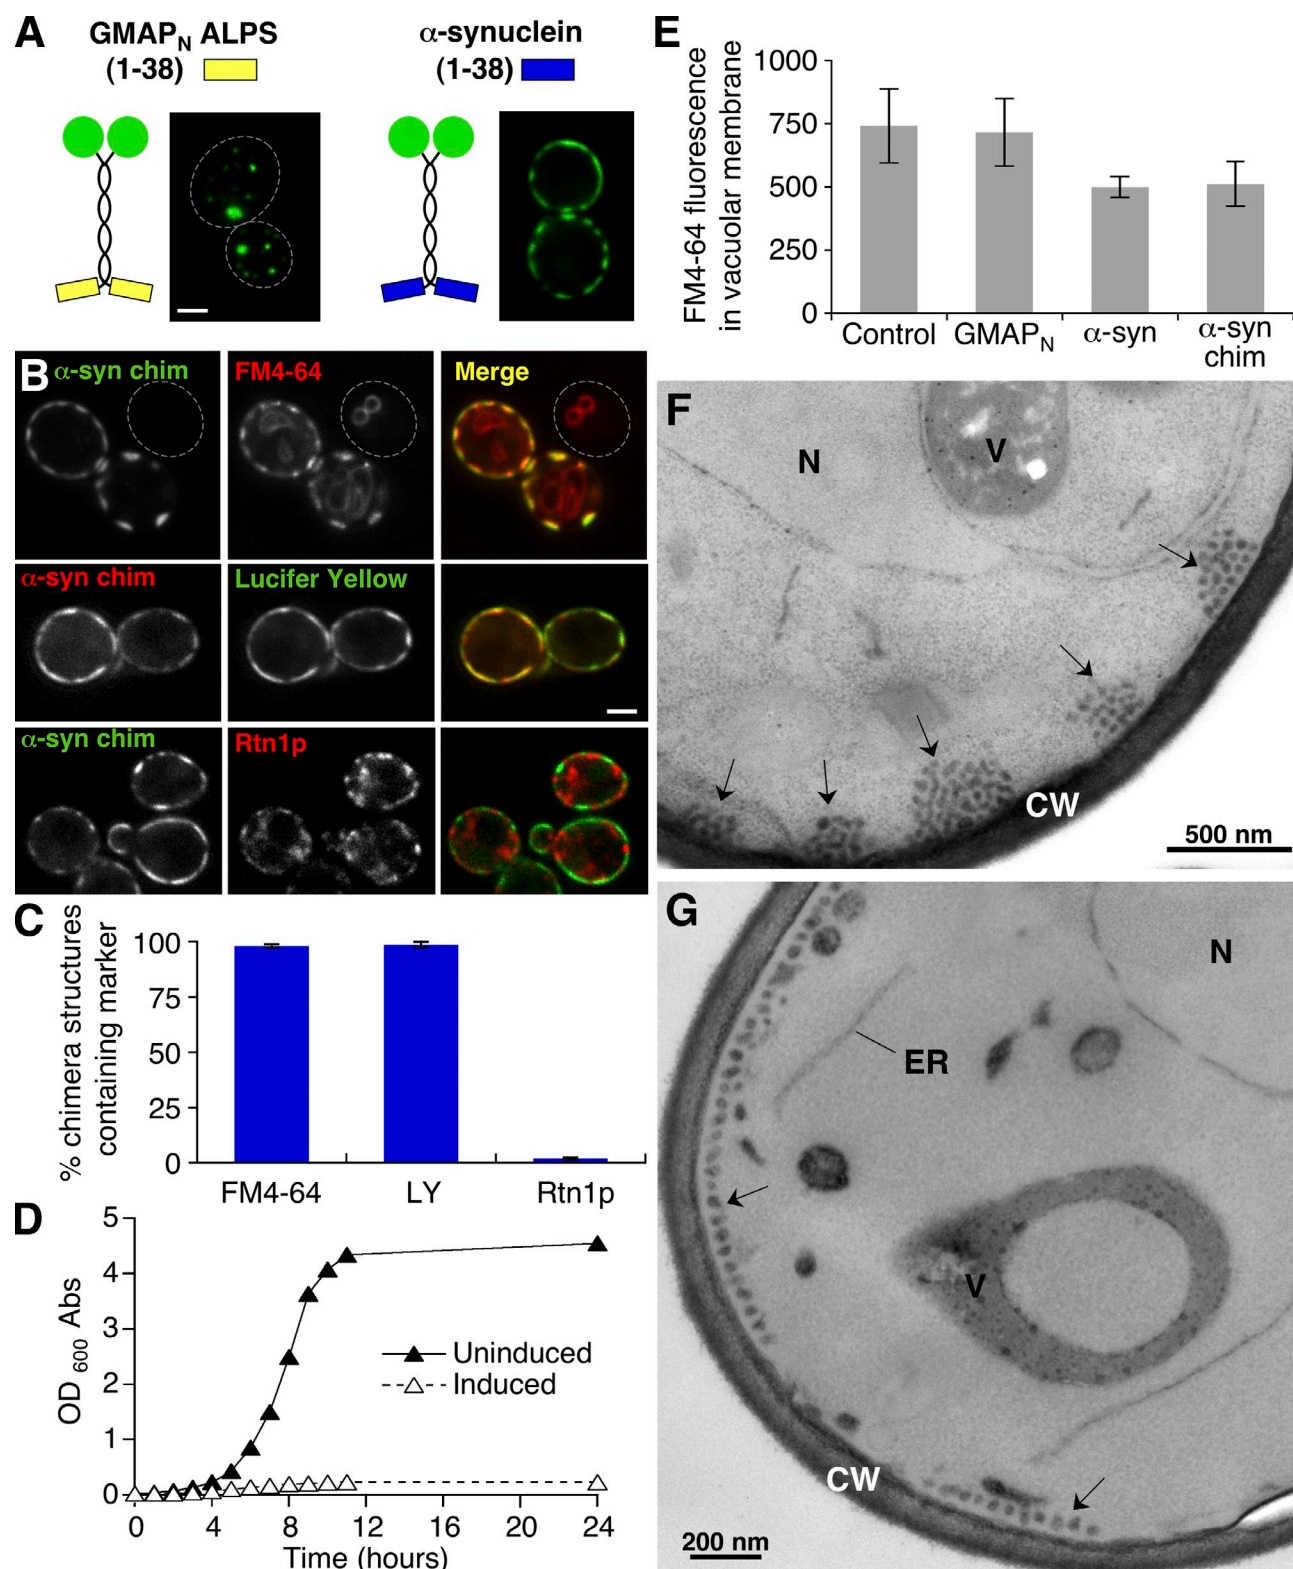 A
GMAPN ALPS
(1-38)
α-synuclein
(1-38)
B
α-syn chim
FM4-64
Merge
α-syn chim
Lucifer Yellow
α-syn chim
Rtn1p
C
% chimera structures
containing marker
100
75
50
25
0
FM4-64
LY
Rtn1p
D
OD 600 Abs
5
4
3
2
1
0
Uninduced
Induced
0
4
8
12
16
20
24
Time (hours)
E
FM4-64 fluorescence
in vacuolar membrane
1000
750
500
250
0
Control
GMAPN
α-syn
α-syn
chim
F
N
V
CW
500 nm
G
N
ER
V
CW
200 nm